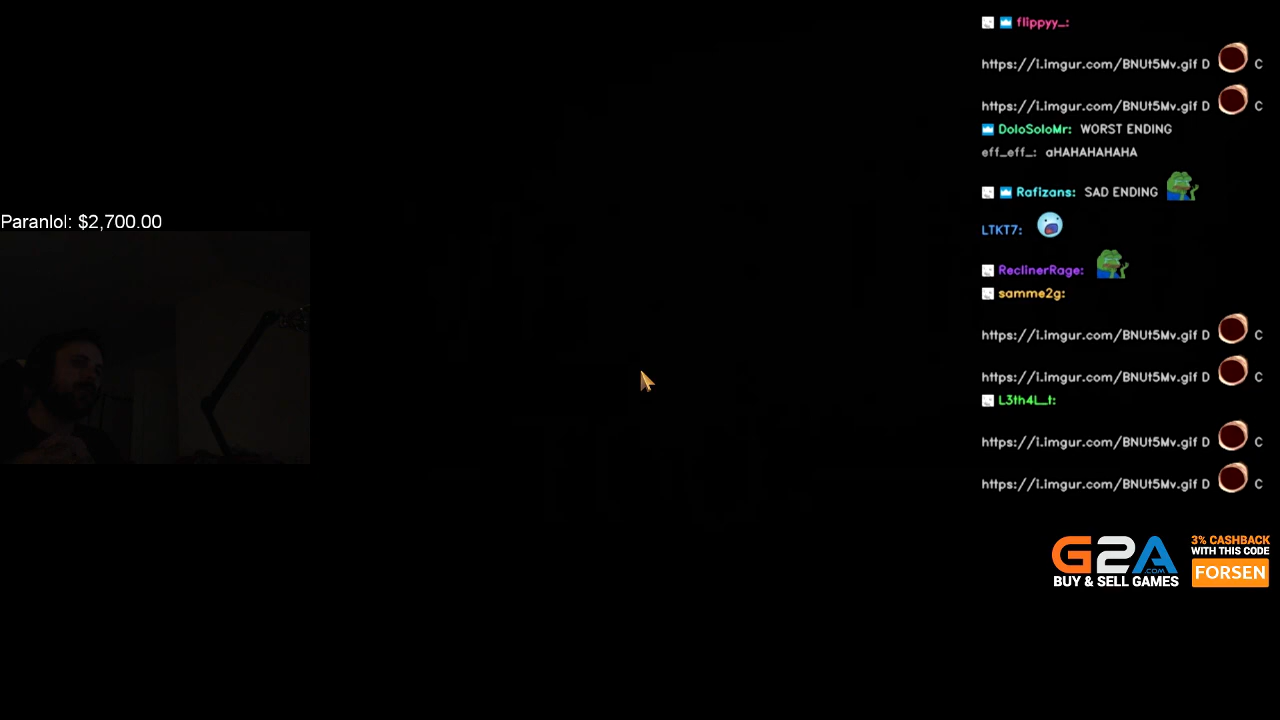 flippyy_:
https://i.imgur.com/BNUt5Mv.gif D C
https://i.imgur.com/BNUt5Mv.gif D C
DoloSoloMr: WORST ENDING
eff_eff_: aHAHAHAHAHA
Rafizans: SAD ENDING
Paranlol: $2,700.00
LTKT7:
ReclinerRage:
samme2g:
https://i.imgur.com/BNUt5Mv.gif D C
https://i.imgur.com/BNUt5Mv.gif D C
L3th4L_t:
https://i.imgur.com/BNUt5Mv.gif D C
https://i.imgur.com/BNUt5Mv.gif D C
G2A
.COM
BUY & SELL GAMES
3% CASHBACK
WITH THIS CODE
FORSEN